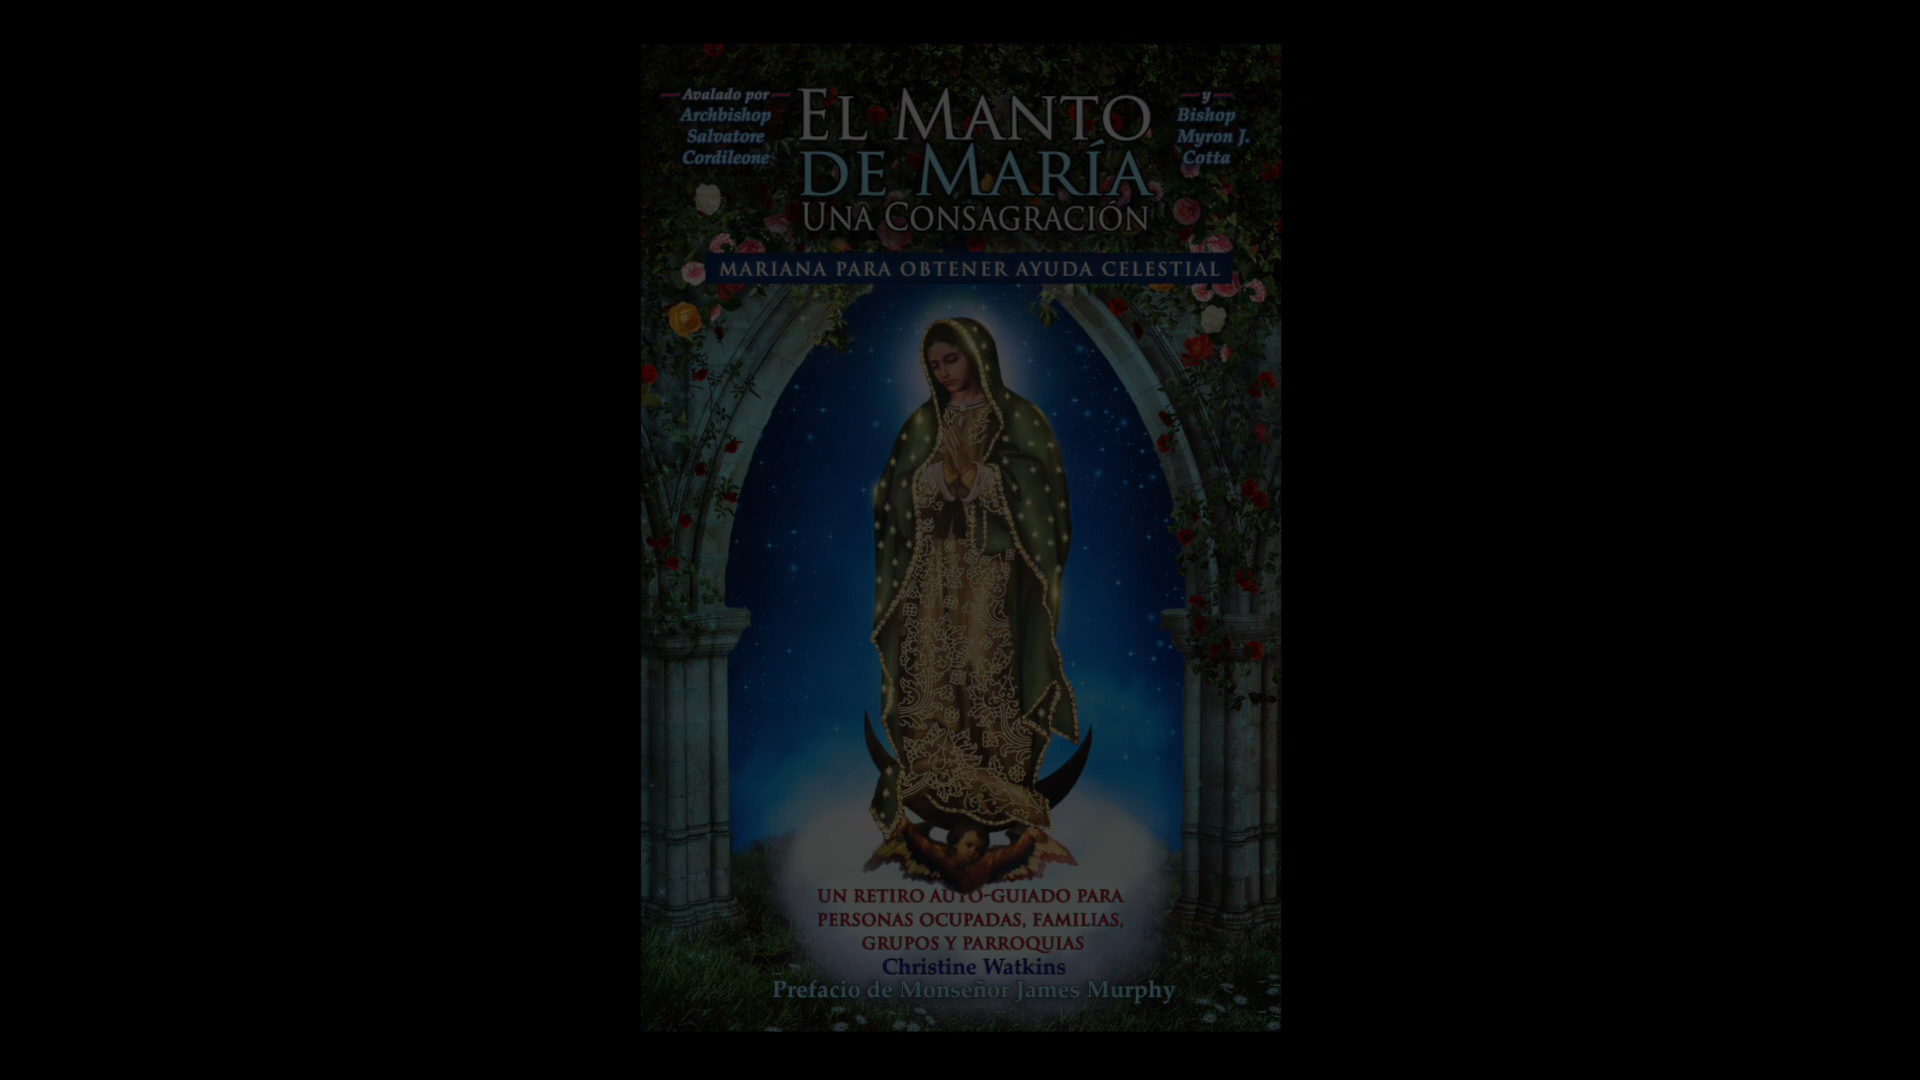 Avalado por
Archbishop
Salvatore
Cordileone
EL MANTO
DE MARÍA
UNA CONSAGRACIÓN
y
Bishop
Myron J.
Cotta
MARIANA PARA OBTENER AYUDA CELESTIAL
UN RETIRO AUTO-GUIADO PARA
PERSONAS OCUPADAS, FAMILIAS,
GRUPOS Y PARROQUIAS
Christine Watkins
Prefacio de Monseñor James Murphy